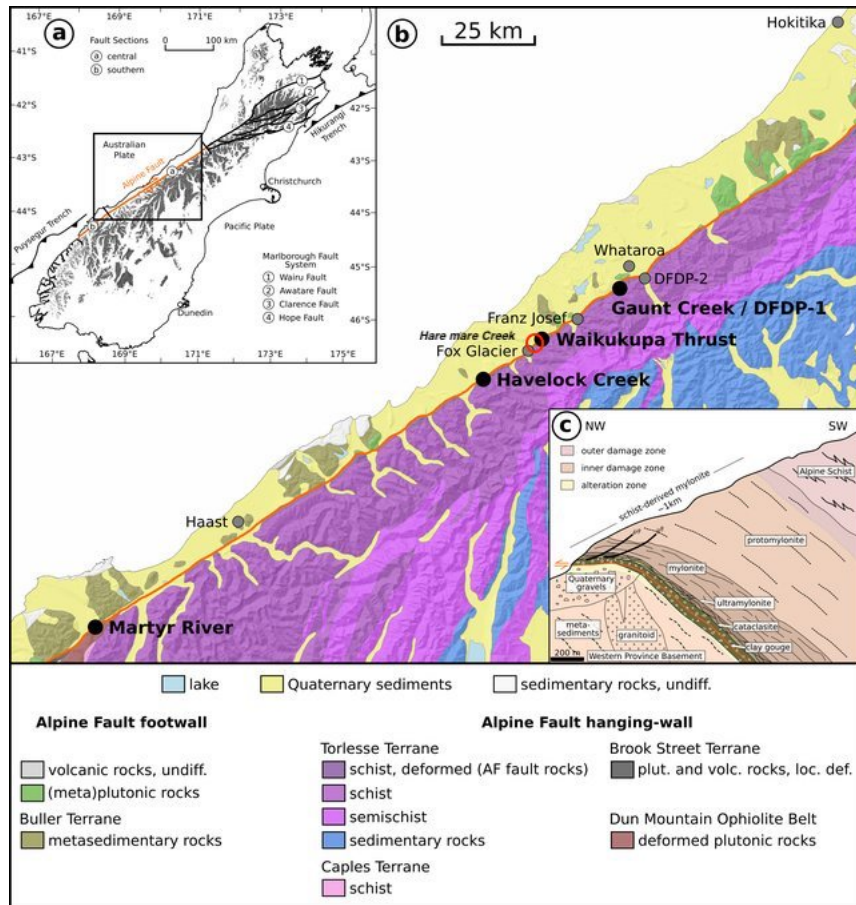 167°E 169°E 171°E 173°E
a
Fault Sections
a central
b southern
0 100 km
41°S
42°S
43°S
44°S
45°S
46°S
41°S
42°S
43°S
44°S
45°S
46°S
Australian
Plate
Alpine Fault
a
b
1
2
3
4
Hikurangi
Trench
Christchurch
Puysegur Trench
Pacific Plate
Dunedin
Marlborough Fault
System
1 Wairu Fault
2 Awatare Fault
3 Clarence Fault
4 Hope Fault
167°E 169°E 171°E 173°E 175°E
b
25 km
Hokitika
Whataroa
DFDP-2
Gaunt Creek / DFDP-1
Franz Josef
Hare mare Creek
Waikukupa Thrust
Fox Glacier
Havelock Creek
Haast
Martyr River
c NW SW
outer damage zone
inner damage zone
alteration zone
schist-derived mylonite
~1km
Alpine Schist
protomylonite
mylonite
Quaternary
gravels
ultramylonite
meta-
sediments
cataclasite
granitoid
clay gouge
Western Province Basement
lake
Quaternary sediments
sedimentary rocks, undiff.
Alpine Fault footwall
volcanic rocks, undiff.
(meta)plutonic rocks
Buller Terrane
metasedimentary rocks
Alpine Fault hanging-wall
Torlesse Terrane
schist, deformed (AF fault rocks)
schist
semischist
sedimentary rocks
Caples Terrane
schist
Brook Street Terrane
plut. and volc. rocks, loc. def.
Dun Mountain Ophiolite Belt
deformed plutonic rocks